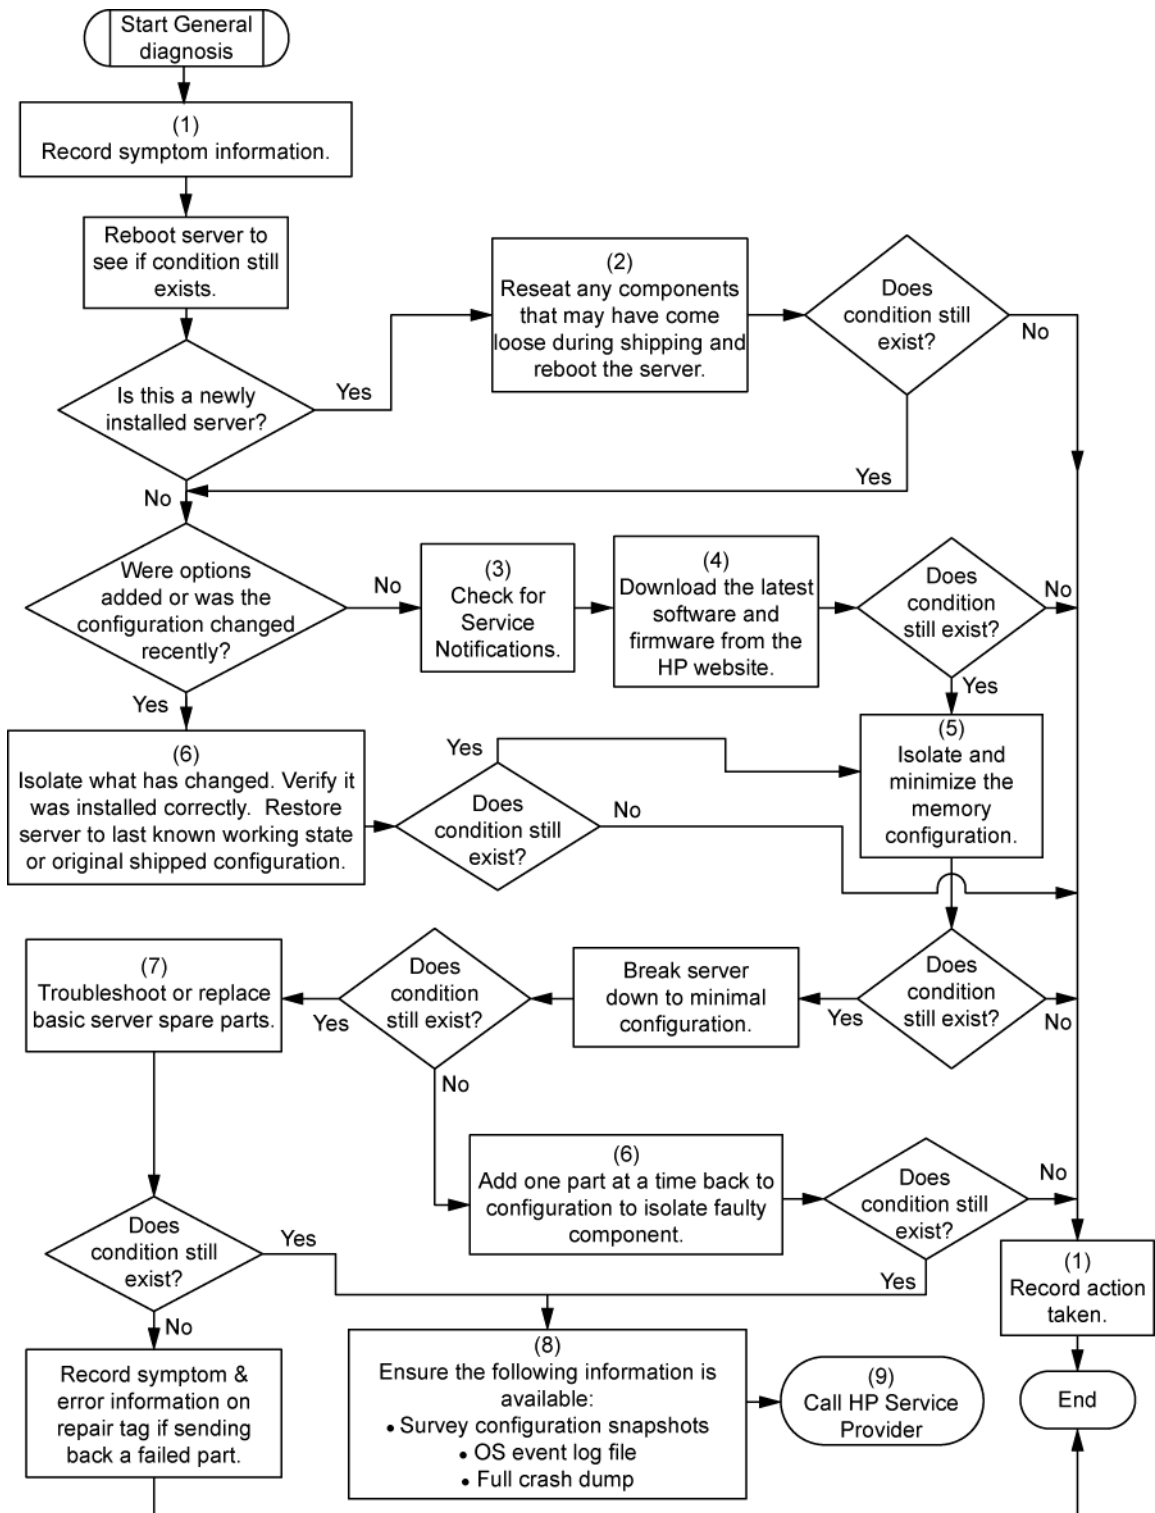 Start General
diagnosis
(1)
Record symptom information.
Reboot server to
see if condition still
exists.
(2)
Reseat any components
that may have come
loose during shipping and
reboot the server.
Does
condition still
exist?
No
Yes
Is this a newly
installed server?
Yes
No
Were options
added or was the
configuration changed
recently?
No
(3)
Check for
Service
Notifications.
(4)
Download the latest
software and
firmware from the
HP website.
Does
condition
still exist?
No
Yes
Yes
(6)
Isolate what has changed. Verify it
was installed correctly. Restore
server to last known working state
or original shipped configuration.
Yes
Does
condition still
exist?
No
(5)
Isolate and
minimize the
memory
configuration.
(7)
Troubleshoot or replace
basic server spare parts.
Does
condition
still exist?
Yes
No
Break server
down to minimal
configuration.
Yes
Does
condition
still exist?
No
(6)
Add one part at a time back to
configuration to isolate faulty
component.
Does
condition still
exist?
No
Yes
Does
condition still
exist?
Yes
No
(1)
Record action
taken.
Record symptom &
error information on
repair tag if sending
back a failed part.
(8)
Ensure the following information is
available:
• Survey configuration snapshots
• OS event log file
• Full crash dump
(9)
Call HP Service
Provider
End